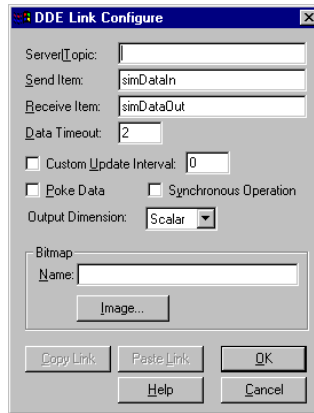 DDE Link Configure
Server|Topic:
Send Item: simDataIn
Receive Item: simDataOut
Data Timeout: 2
Custom Update Interval: 0
Poke Data Synchronous Operation
Output Dimension: Scalar
Bitmap
Name:
Image...
Copy Link Paste Link OK
Help Cancel